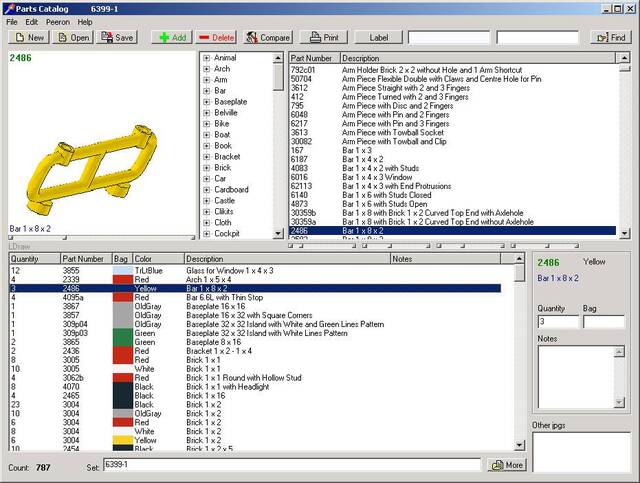 Parts Catalog 6399-1
File Edit Peeron Help
New Open Save Add Delete Compare Print Label Find
2486
Bar 1 x 8 x 2
LDraw
Animal
Arch
Arm
Bar
Baseplate
Belville
Bike
Boat
Book
Bracket
Brick
Car
Cardboard
Castle
Clikits
Cloth
Cockpit
Part Number Description
792c01 Arm Holder Brick 2 x 2 without Hole and 1 Arm Shortcut
50704 Arm Piece Flexible Double with Claws and Centre Hole for Pin
3612 Arm Piece Straight with 2 and 3 Fingers
412 Arm Piece Turned with 2 and 3 Fingers
795 Arm Piece with Disc and 2 Fingers
6048 Arm Piece with Pin and 2 Fingers
6217 Arm Piece with Pin and 3 Fingers
3613 Arm Piece with Towball Socket
30082 Arm Piece with Towball and Clip
167 Bar 1 x 3
6187 Bar 1 x 4 x 2
4083 Bar 1 x 4 x 2 with Studs
6016 Bar 1 x 4 x 3 Window
62113 Bar 1 x 4 x 3 with End Protrusions
6140 Bar 1 x 6 with Studs Closed
4873 Bar 1 x 6 with Studs Open
30359b Bar 1 x 8 with Brick 1 x 2 Curved Top End with Axlehole
30359a Bar 1 x 8 with Brick 1 x 2 Curved Top End without Axlehole
2486 Bar 1 x 8 x 2
Quantity Part Number Bag Color Description Notes
12 3855 TrLtBlue Glass for Window 1 x 4 x 3
4 2339 Red Arch 1 x 5 x 4
3 2486 Yellow Bar 1 x 8 x 2
4 4095a Red Bar 6.6L with Thin Stop
1 3867 OldGray Baseplate 16 x 16
1 3857 OldGray Baseplate 16 x 32 with Square Corners
1 309p04 OldGray Baseplate 32 x 32 Island with White and Green Lines Pattern
1 309p03 Green Baseplate 32 x 32 Island with White Lines Pattern
2 3865 Green Baseplate 8 x 16
2 2436 Red Bracket 1 x 2 - 1 x 4
8 3005 Red Brick 1 x 1
10 3005 White Brick 1 x 1
4 3062b Red Brick 1 x 1 Round with Hollow Stud
8 4070 Black Brick 1 x 1 with Headlight
4 2465 Black Brick 1 x 16
23 3004 Black Brick 1 x 2
10 3004 OldGray Brick 1 x 2
6 3004 Red Brick 1 x 2
8 3004 White Brick 1 x 2
6 3004 Yellow Brick 1 x 2
10 2454 Black Brick 1 x 2 x 5
2486 Yellow
Bar 1 x 8 x 2
Quantity Bag
3
Notes
Other jpgs
Count: 787 Set: 6399-1 More